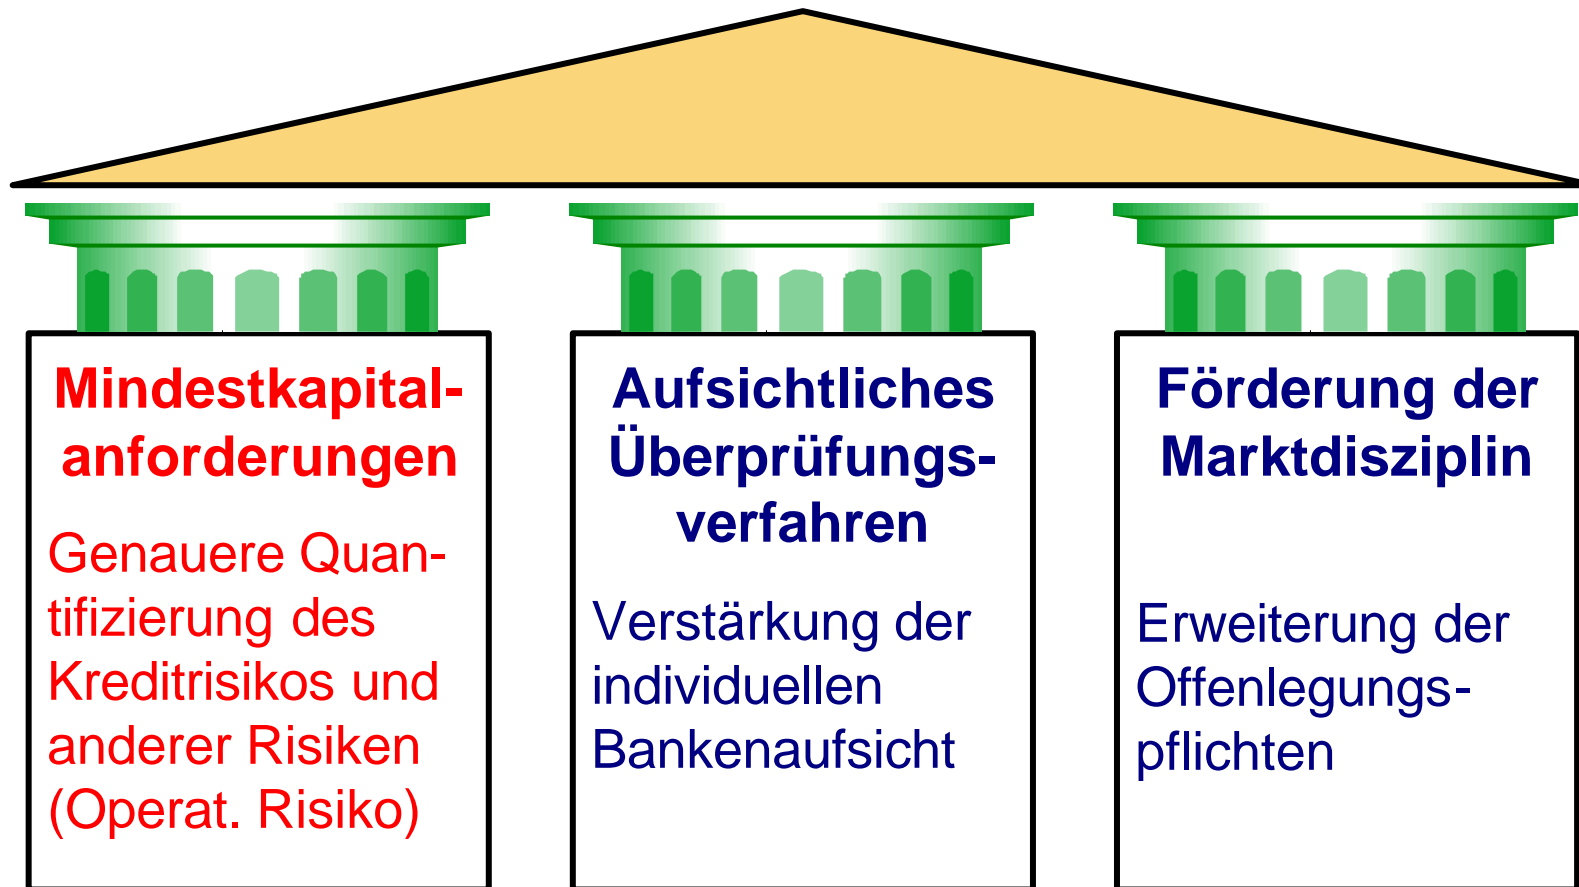 Mindestkapital-
anforderungen
Genauere Quan-
tifizierung des
Kreditrisikos und
anderer Risiken
(Operat. Risiko)
Aufsichtliches
Überprüfungs-
verfahren
Verstärkung der
individuellen
Bankenaufsicht
Förderung der
Marktdisziplin
Erweiterung der
Offenlegungs-
pflichten